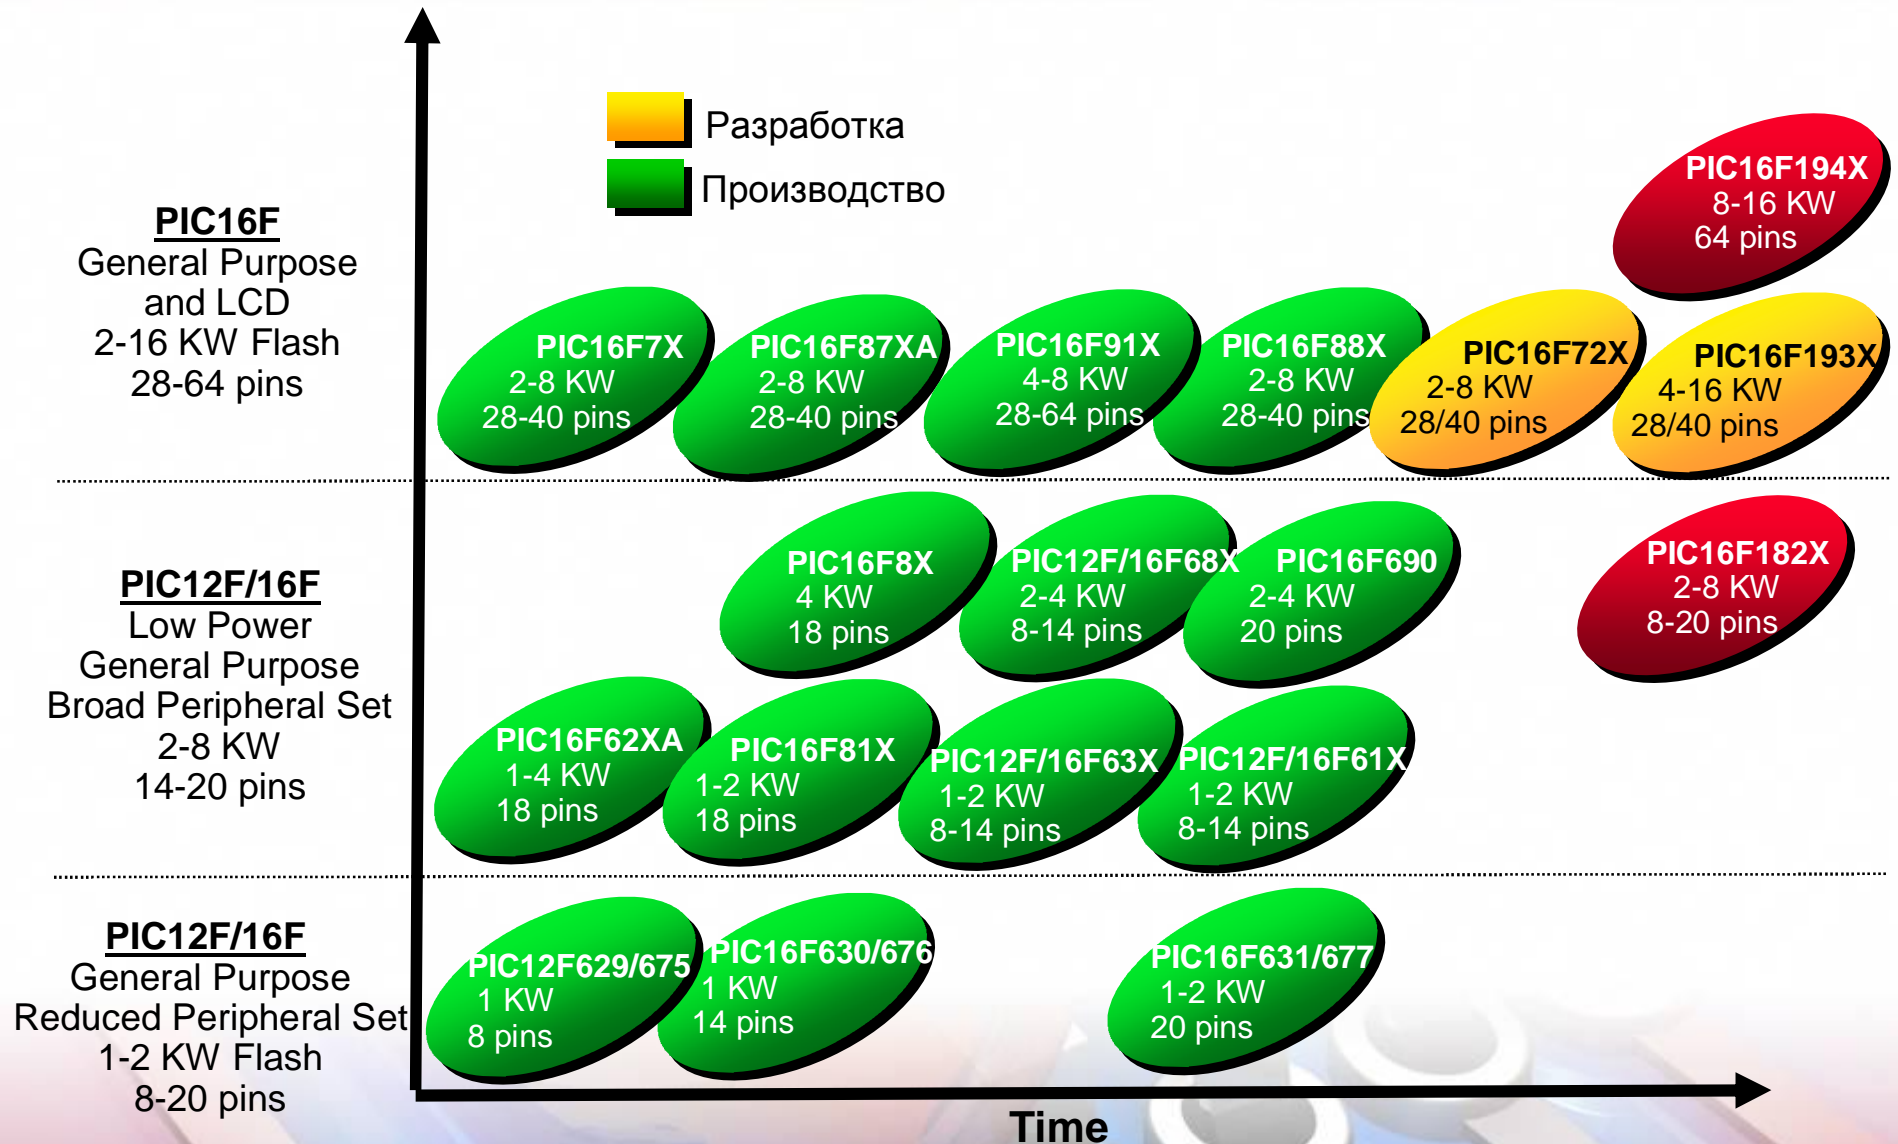 Разработка
Производство
PIC16F
General Purpose
and LCD
2-16 KW Flash
28-64 pins
PIC16F194X
8-16 KW
64 pins
PIC16F7X
2-8 KW
28-40 pins
PIC16F87XA
2-8 KW
28-40 pins
PIC16F91X
4-8 KW
28-64 pins
PIC16F88X
2-8 KW
28-40 pins
PIC16F72X
2-8 KW
28/40 pins
PIC16F193X
4-16 KW
28/40 pins
PIC12F/16F
Low Power
General Purpose
Broad Peripheral Set
2-8 KW
14-20 pins
PIC16F8X
4 KW
18 pins
PIC12F/16F68X
2-4 KW
8-14 pins
PIC16F690
2-4 KW
20 pins
PIC16F182X
2-8 KW
8-20 pins
PIC16F62XA
1-4 KW
18 pins
PIC16F81X
1-2 KW
18 pins
PIC12F/16F63X
1-2 KW
8-14 pins
PIC12F/16F61X
1-2 KW
8-14 pins
PIC12F/16F
General Purpose
Reduced Peripheral Set
1-2 KW Flash
8-20 pins
PIC12F629/675
1 KW
8 pins
PIC16F630/676
1 KW
14 pins
PIC16F631/677
1-2 KW
20 pins
Time